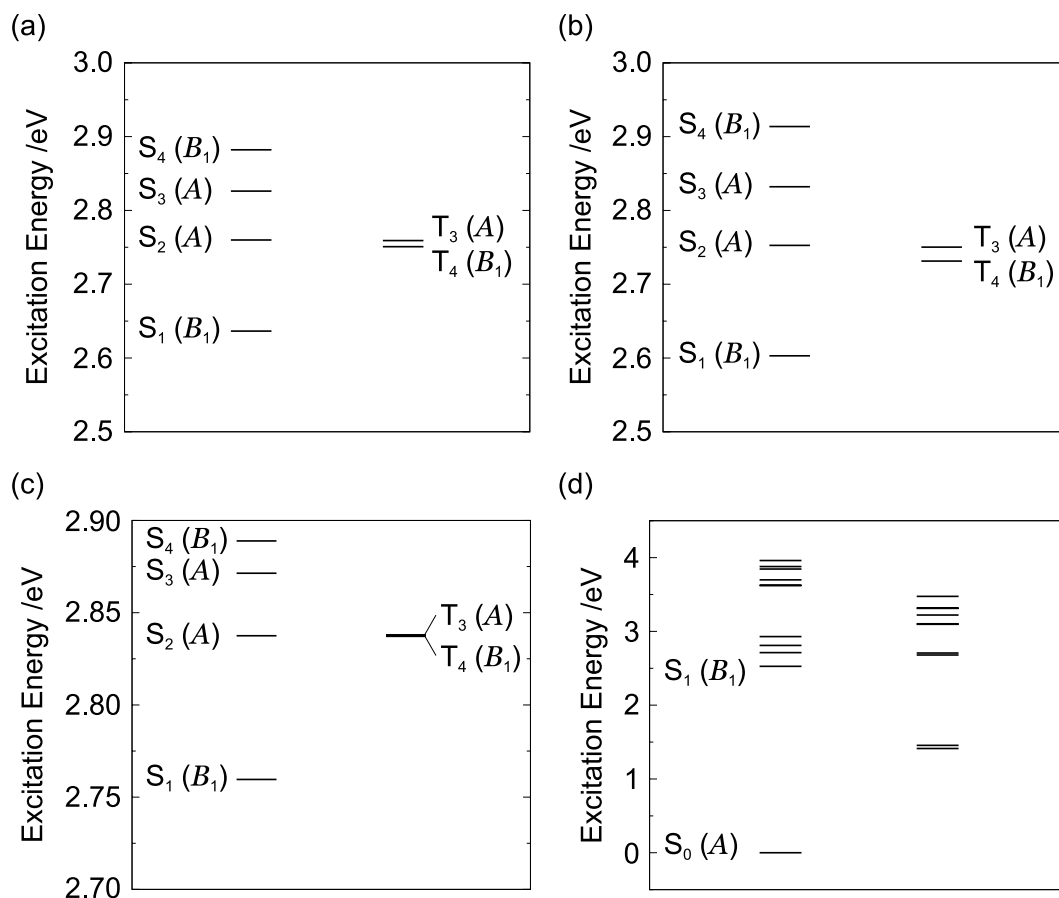 (a)
Excitation Energy /eV
3.0
2.9
2.8
2.7
2.6
2.5
S₄ (B₁)
S₃ (A)
S₂ (A)
S₁ (B₁)
T₃ (A)
T₄ (B₁)
(b)
Excitation Energy /eV
3.0
2.9
2.8
2.7
2.6
2.5
S₄ (B₁)
S₃ (A)
S₂ (A)
S₁ (B₁)
T₃ (A)
T₄ (B₁)
(c)
Excitation Energy /eV
2.90
2.85
2.80
2.75
2.70
S₄ (B₁)
S₃ (A)
S₂ (A)
S₁ (B₁)
T₃ (A)
T₄ (B₁)
(d)
Excitation Energy /eV
4
3
2
1
0
S₁ (B₁)
S₀ (A)